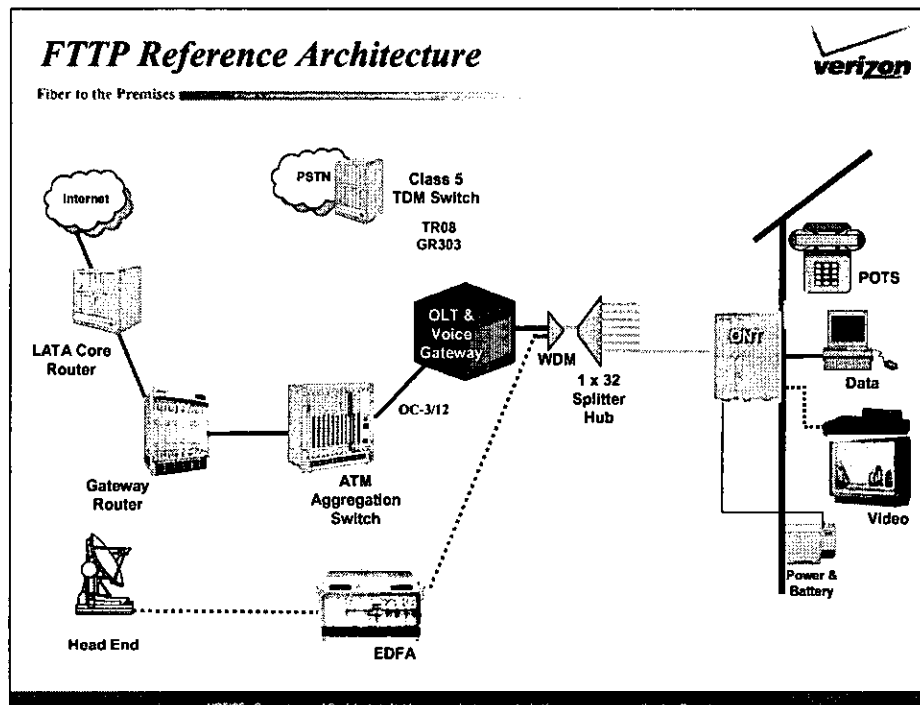 FTTP Reference Architecture
verizon
Fiber to the Premises
Internet
PSTN
Class 5
TDM Switch
TR08
GR303
POTS
LATA Core
Router
OLT &
Voice
Gateway
WDM
1 x 32
Splitter
Hub
ONT
Data
OC-3/12
Gateway
Router
ATM
Aggregation
Switch
Video
Power &
Battery
Head End
EDFA